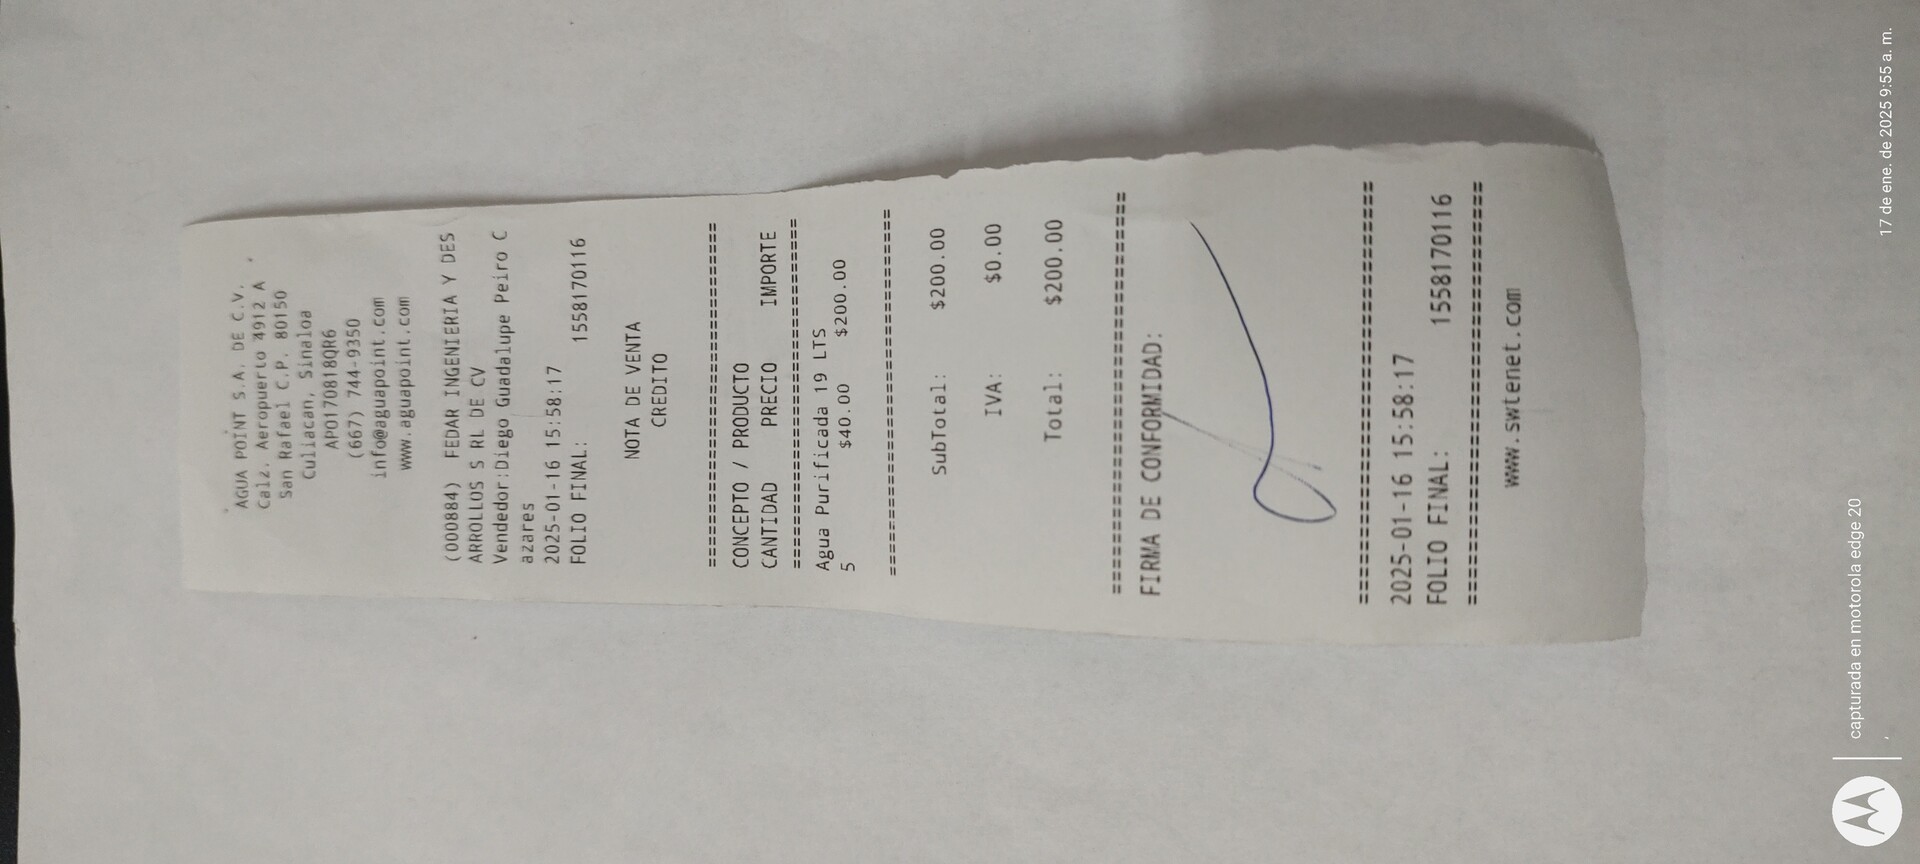 AGUA POINT S.A. DE C.V.
Calz. Aeropuerto 4912 A
San Rafael C.P. 80150
Culiacan, Sinaloa
APO170818QR6
(667) 744-9350
info@aguapoint.com
www.aguapoint.com
(000884) FEDAR INGENIERIA Y DES
ARROLLOS S RL DE CV
Vendedor:Diego Guadalupe Peiro C
azares
2025-01-16 15:58:17
FOLIO FINAL: 1558170116
NOTA DE VENTA
CREDITO
================================
CONCEPTO / PRODUCTO
CANTIDAD PRECIO IMPORTE
================================
Agua Purificada 19 LTS
5 $40.00 $200.00
================================
SubTotal: $200.00
IVA: $0.00
Total: $200.00
================================
FIRMA DE CONFORMIDAD:
================================
2025-01-16 15:58:17
FOLIO FINAL: 1558170116
================================
www.swtenet.com
capturada en motorola edge 20
17 de ene. de 2025 9:55 a. m.